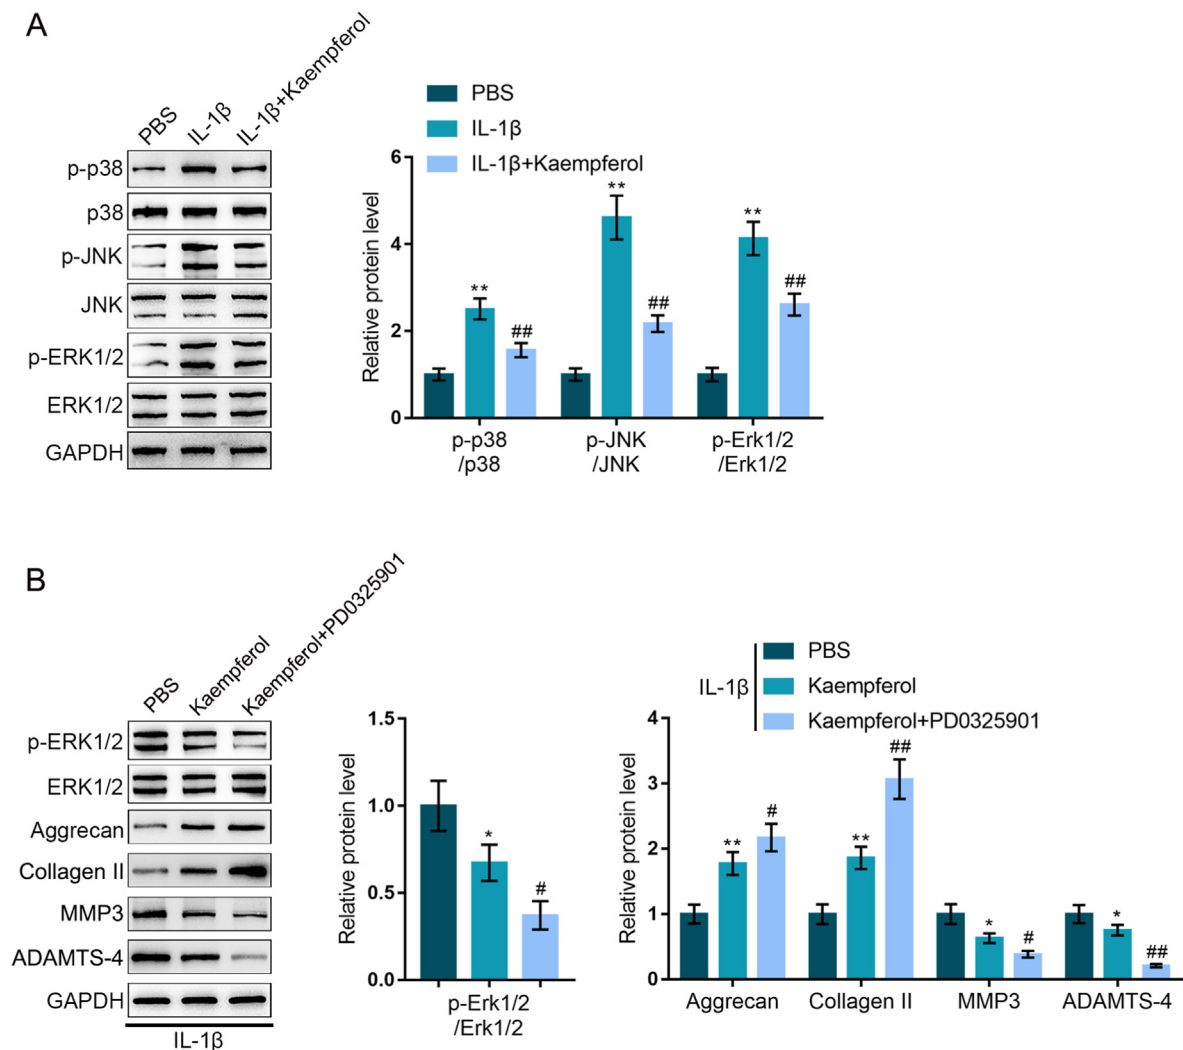 A
PBS
IL-1β
IL-1β+Kaempferol
p-p38
p38
p-JNK
JNK
p-ERK1/2
ERK1/2
GAPDH
PBS
IL-1β
IL-1β+Kaempferol
Relative protein level
6
4
2
0
**
##
**
##
**
##
p-p38
/p38
p-JNK
/JNK
p-Erk1/2
/Erk1/2
B
PBS
Kaempferol
Kaempferol+PD0325901
p-ERK1/2
ERK1/2
Aggrecan
Collagen II
MMP3
ADAMTS-4
GAPDH
IL-1β
Relative protein level
1.5
1.0
0.5
0.0
*
#
p-Erk1/2
/Erk1/2
IL-1β
PBS
Kaempferol
Kaempferol+PD0325901
Relative protein level
4
3
2
1
0
**
#
**
##
*
#
*
##
Aggrecan
Collagen II
MMP3
ADAMTS-4